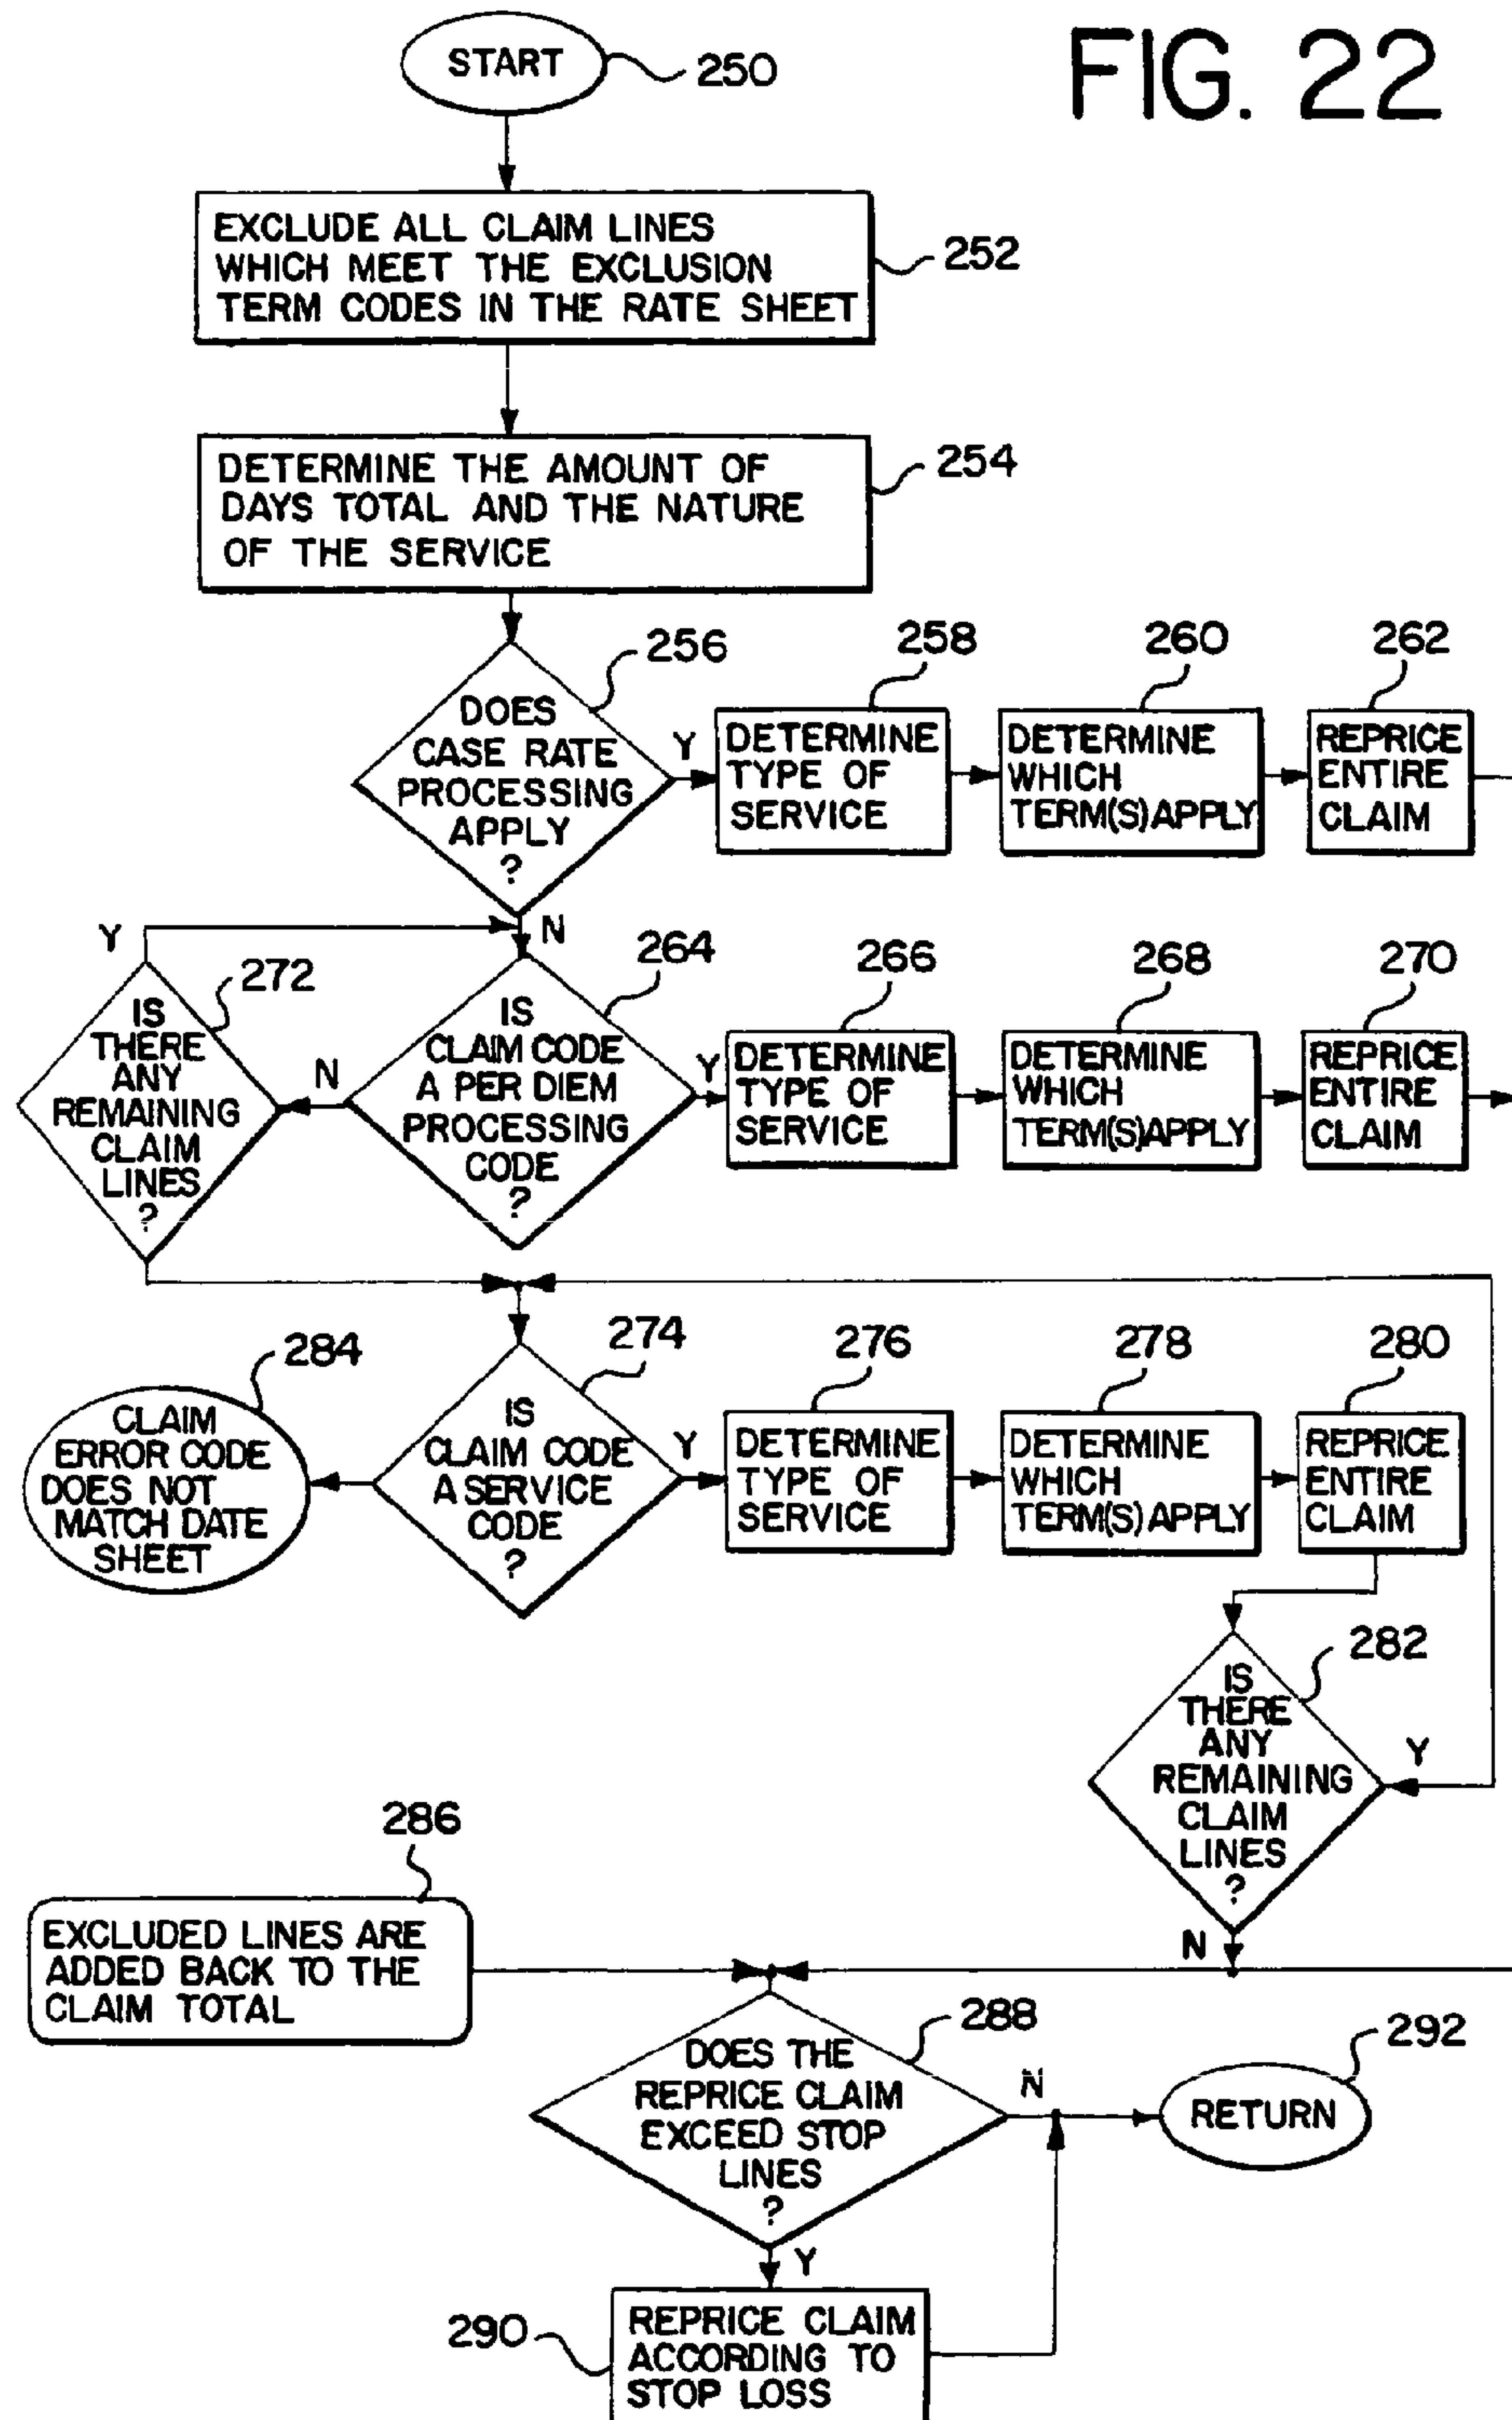 FIG. 22
START
250
EXCLUDE ALL CLAIM LINES
WHICH MEET THE EXCLUSION
TERM CODES IN THE RATE SHEET
252
DETERMINE THE AMOUNT OF
DAYS TOTAL AND THE NATURE
OF THE SERVICE
254
256
DOES
CASE RATE
PROCESSING
APPLY
?
Y
N
258
DETERMINE
TYPE OF
SERVICE
260
DETERMINE
WHICH
TERM(S) APPLY
262
REPRICE
ENTIRE
CLAIM
Y
272
IS
THERE
ANY
REMAINING
CLAIM
LINES
?
N
264
IS
CLAIM CODE
A PER DIEM
PROCESSING
CODE
?
Y
266
DETERMINE
TYPE OF
SERVICE
268
DETERMINE
WHICH
TERM(S) APPLY
270
REPRICE
ENTIRE
CLAIM
284
CLAIM
ERROR CODE
DOES NOT
MATCH DATE
SHEET
274
IS
CLAIM CODE
A SERVICE
CODE
?
Y
276
DETERMINE
TYPE OF
SERVICE
278
DETERMINE
WHICH
TERM(S) APPLY
280
REPRICE
ENTIRE
CLAIM
282
IS
THERE
ANY
REMAINING
CLAIM
LINES
?
Y
N
286
EXCLUDED LINES ARE
ADDED BACK TO THE
CLAIM TOTAL
288
DOES THE
REPRICE CLAIM
EXCEED STOP
LINES
?
N
Y
292
RETURN
290
REPRICE CLAIM
ACCORDING TO
STOP LOSS